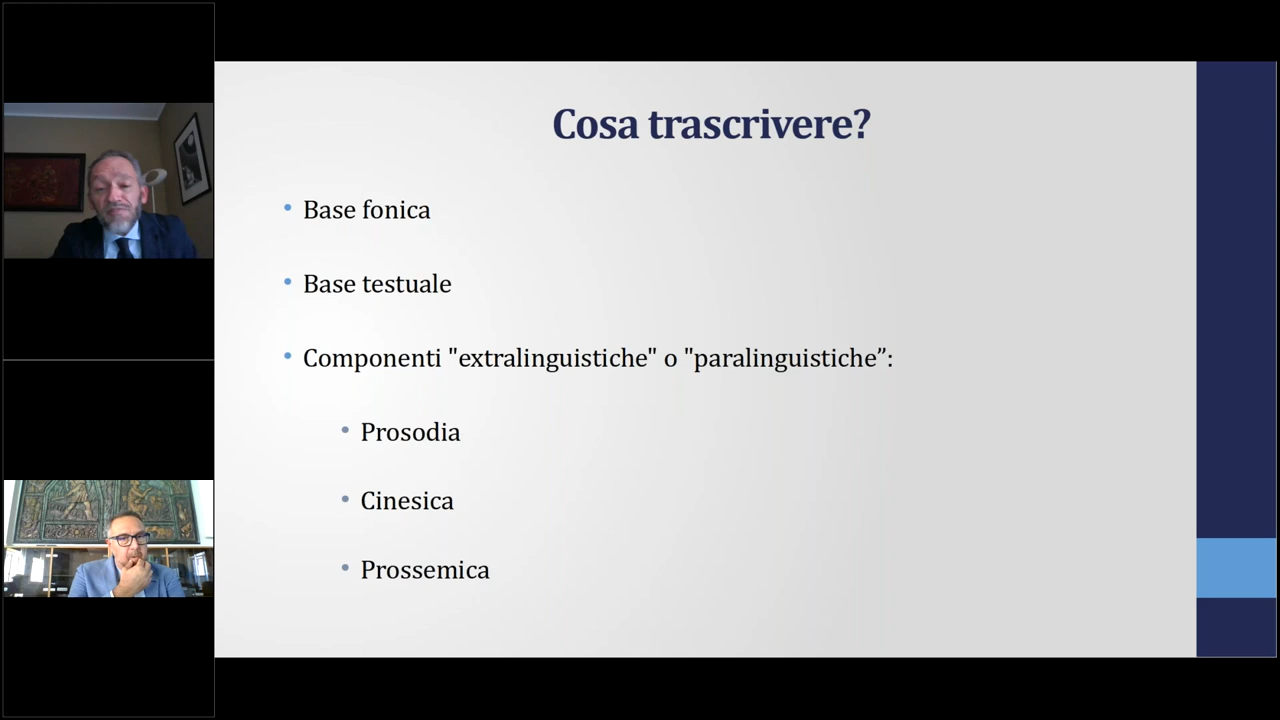 Cosa trascrivere?
• Base fonica
• Base testuale
• Componenti "extralinguistiche" o "paralinguistiche”:
• Prosodia
• Cinesica
• Prossemica